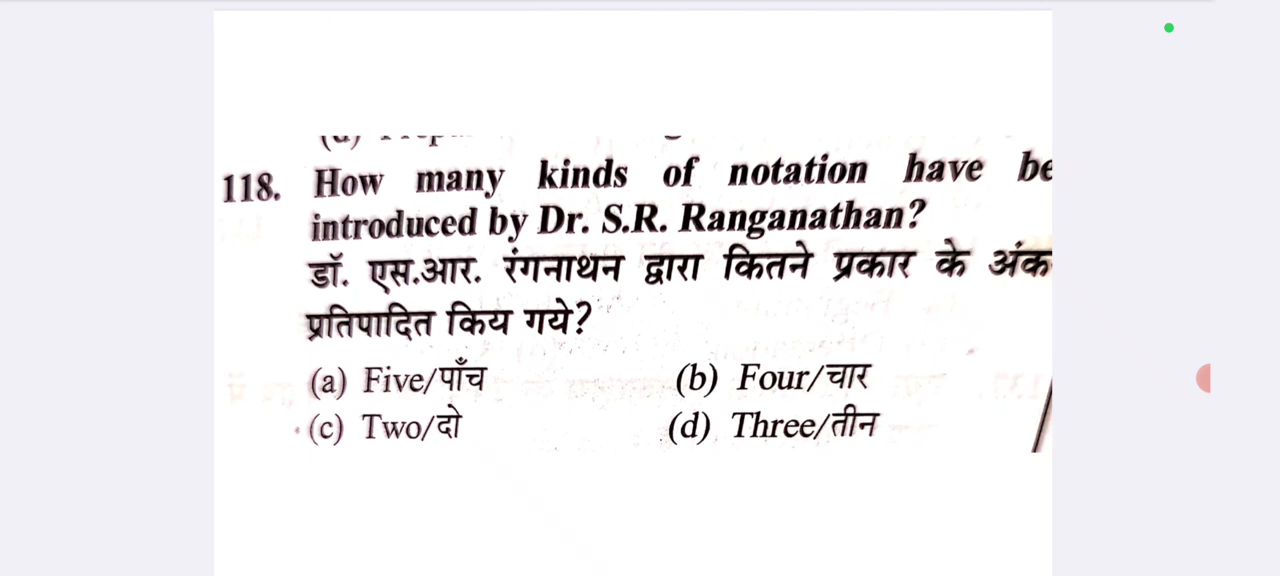 118. How many kinds of notation have be
introduced by Dr. S.R. Ranganathan?
डॉ. एस.आर. रंगनाथन द्वारा कितने प्रकार के अंक
प्रतिपादित किय गये?
(a) Five/पाँच (b) Four/चार
(c) Two/दो (d) Three/तीन